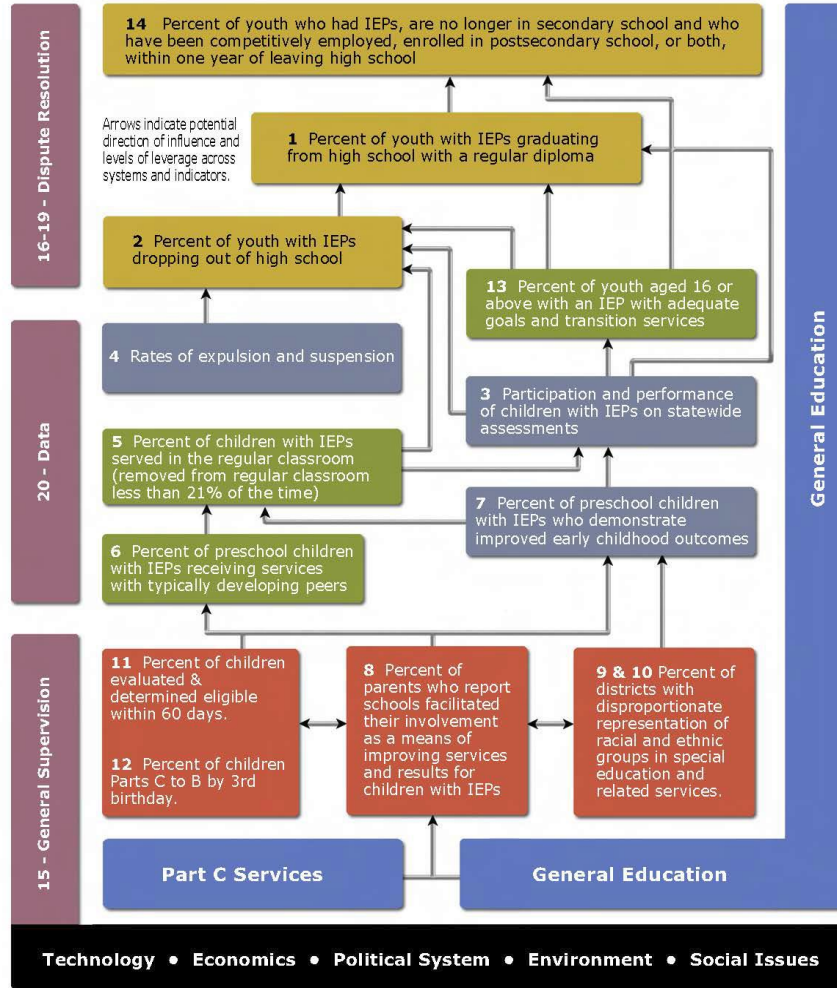 14 Percent of youth who had IEPs, are no longer in secondary school and who
have been competitively employed, enrolled in postsecondary school, or both,
within one year of leaving high school
Arrows indicate potential
direction of influence and
levels of leverage across
systems and indicators.
1 Percent of youth with IEPs graduating
from high school with a regular diploma
16-19 - Dispute Resolution
2 Percent of youth with IEPs
dropping out of high school
13 Percent of youth aged 16 or
above with an IEP with adequate
goals and transition services
4 Rates of expulsion and suspension
3 Participation and performance
of children with IEPs on statewide
assessments
General Education
20 - Data
5 Percent of children with IEPs
served in the regular classroom
(removed from regular classroom
less than 21% of the time)
7 Percent of preschool children
with IEPs who demonstrate
improved early childhood outcomes
6 Percent of preschool children
with IEPs receiving services
with typically developing peers
15 - General Supervision
11 Percent of children
evaluated &
determined eligible
within 60 days.
12 Percent of children
Parts C to B by 3rd
birthday.
8 Percent of
parents who report
schools facilitated
their involvement
as a means of
improving services
and results for
children with IEPs
9 & 10 Percent of
districts with
disproportionate
representation of
racial and ethnic
groups in special
education and
related services.
Part C Services
General Education
Technology • Economics • Political System • Environment • Social Issues